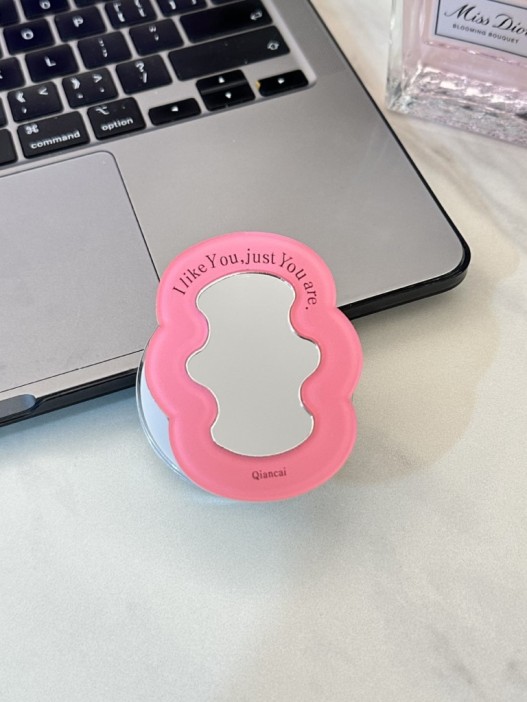 Miss Dior
BLOOMING BOUQUET
O
P
L
command
option
I like You,just You are.
Qiancai